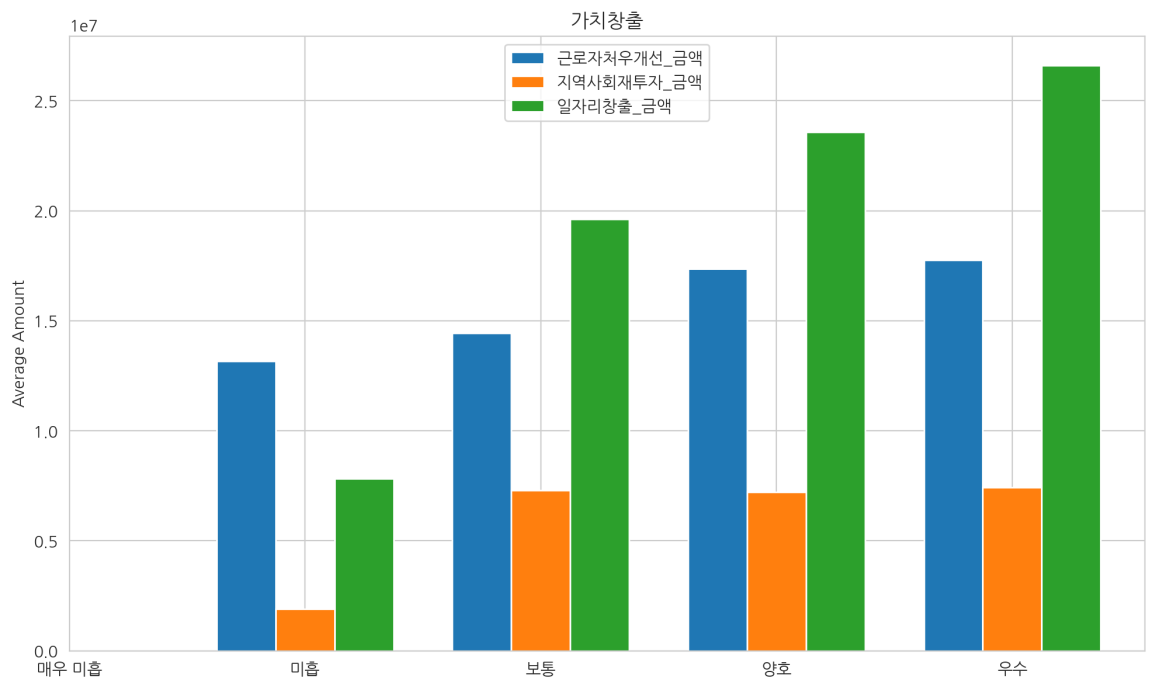 가치창출
1e7
근로자처우개선_금액
지역사회재투자_금액
일자리창출_금액
2.5
2.0
1.5
1.0
0.5
0.0
Average Amount
매우 미흡 미흡 보통 양호 우수